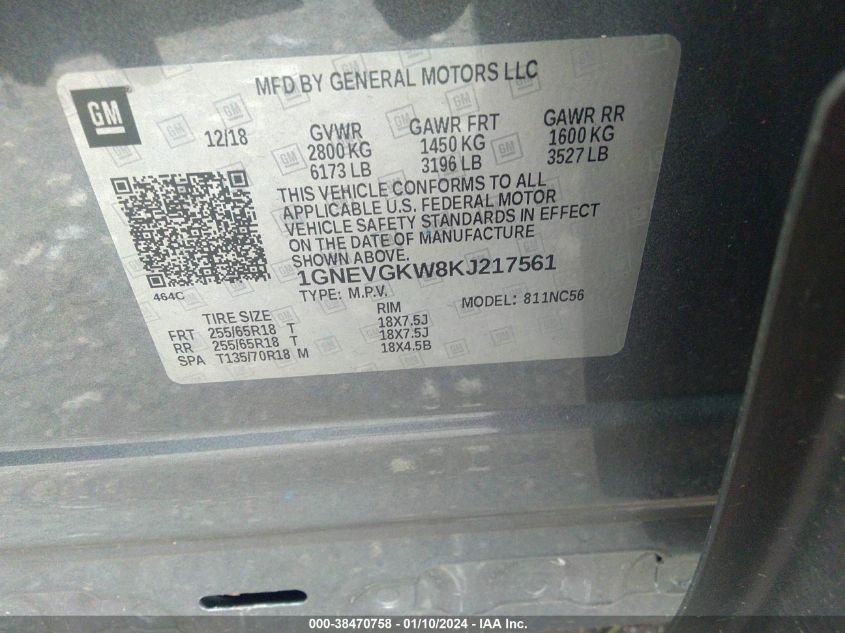 MFD BY GENERAL MOTORS LLC
GM
12/18
GVWR GAWR FRT GAWR RR
2800 KG 1450 KG 1600 KG
6173 LB 3196 LB 3527 LB
THIS VEHICLE CONFORMS TO ALL
APPLICABLE U.S. FEDERAL MOTOR
VEHICLE SAFETY STANDARDS IN EFFECT
ON THE DATE OF MANUFACTURE
SHOWN ABOVE.
464C
1GNEVGKW8KJ217561
TYPE: M.P.V. MODEL: 811NC56
TIRE SIZE RIM
FRT 255/65R18 T 18X7.5J
RR 255/65R18 T 18X7.5J
SPA T135/70R18 M 18X4.5B
000-38470758 — 01/10/2024 — IAA Inc.